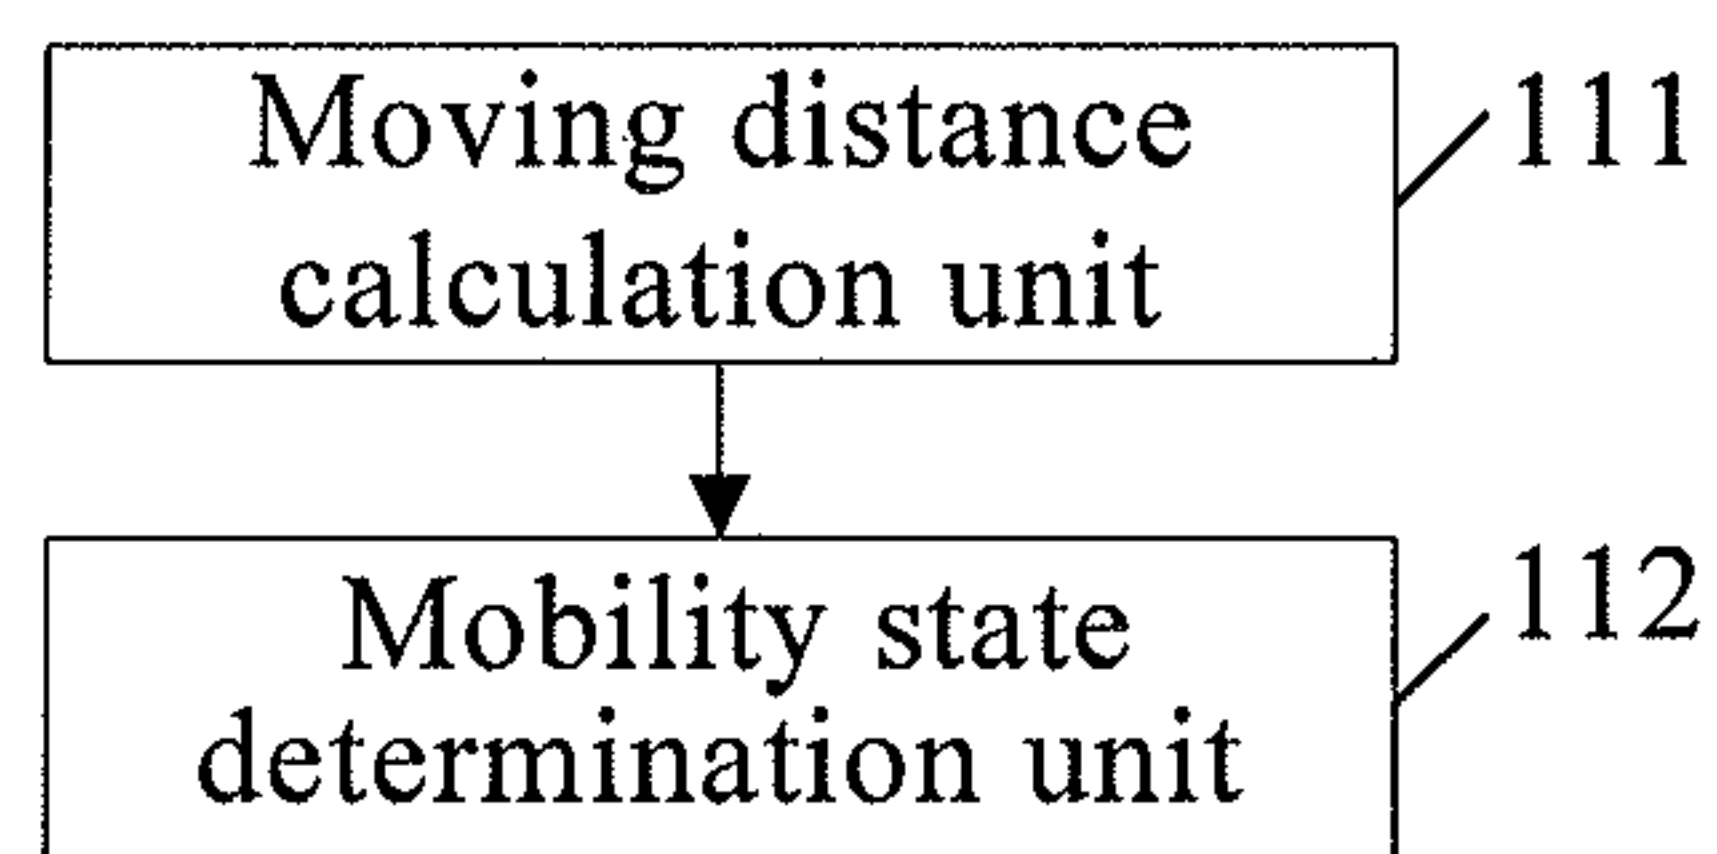 Moving distance
calculation unit
111
Mobility state
determination unit
112